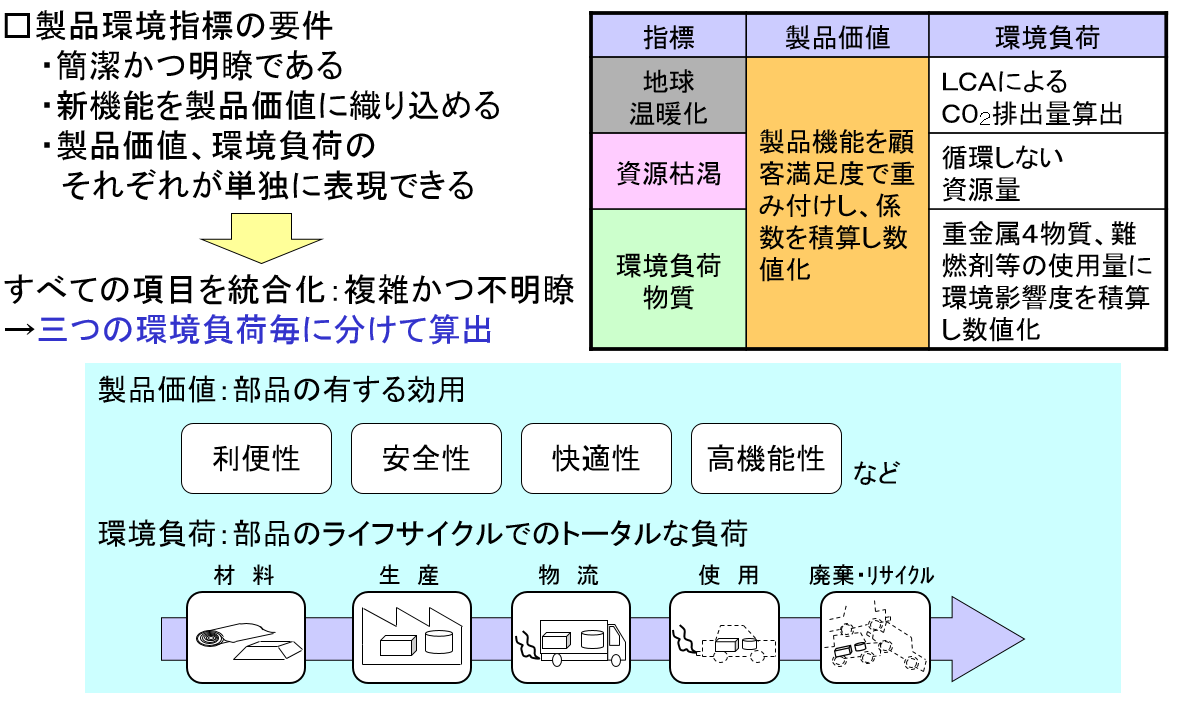 □製品環境指標の要件
・簡潔かつ明瞭である
・新機能を製品価値に織り込める
・製品価値、環境負荷の
それぞれが単独に表現できる
すべての項目を統合化：複雑かつ不明瞭
→三つの環境負荷毎に分けて算出
指標
製品価値
環境負荷
地球
温暖化
製品機能を顧
客満足度で重
み付けし、係
数を積算し数
値化
LCAによる
CO₂排出量算出
資源枯渇
循環しない
資源量
環境負荷
物質
重金属4物質、難
燃剤等の使用量に
環境影響度を積算
し数値化
製品価値：部品の有する効用
利便性
安全性
快適性
高機能性
など
環境負荷：部品のライフサイクルでのトータルな負荷
材　料
生　産
物　流
使　用
廃棄・リサイクル